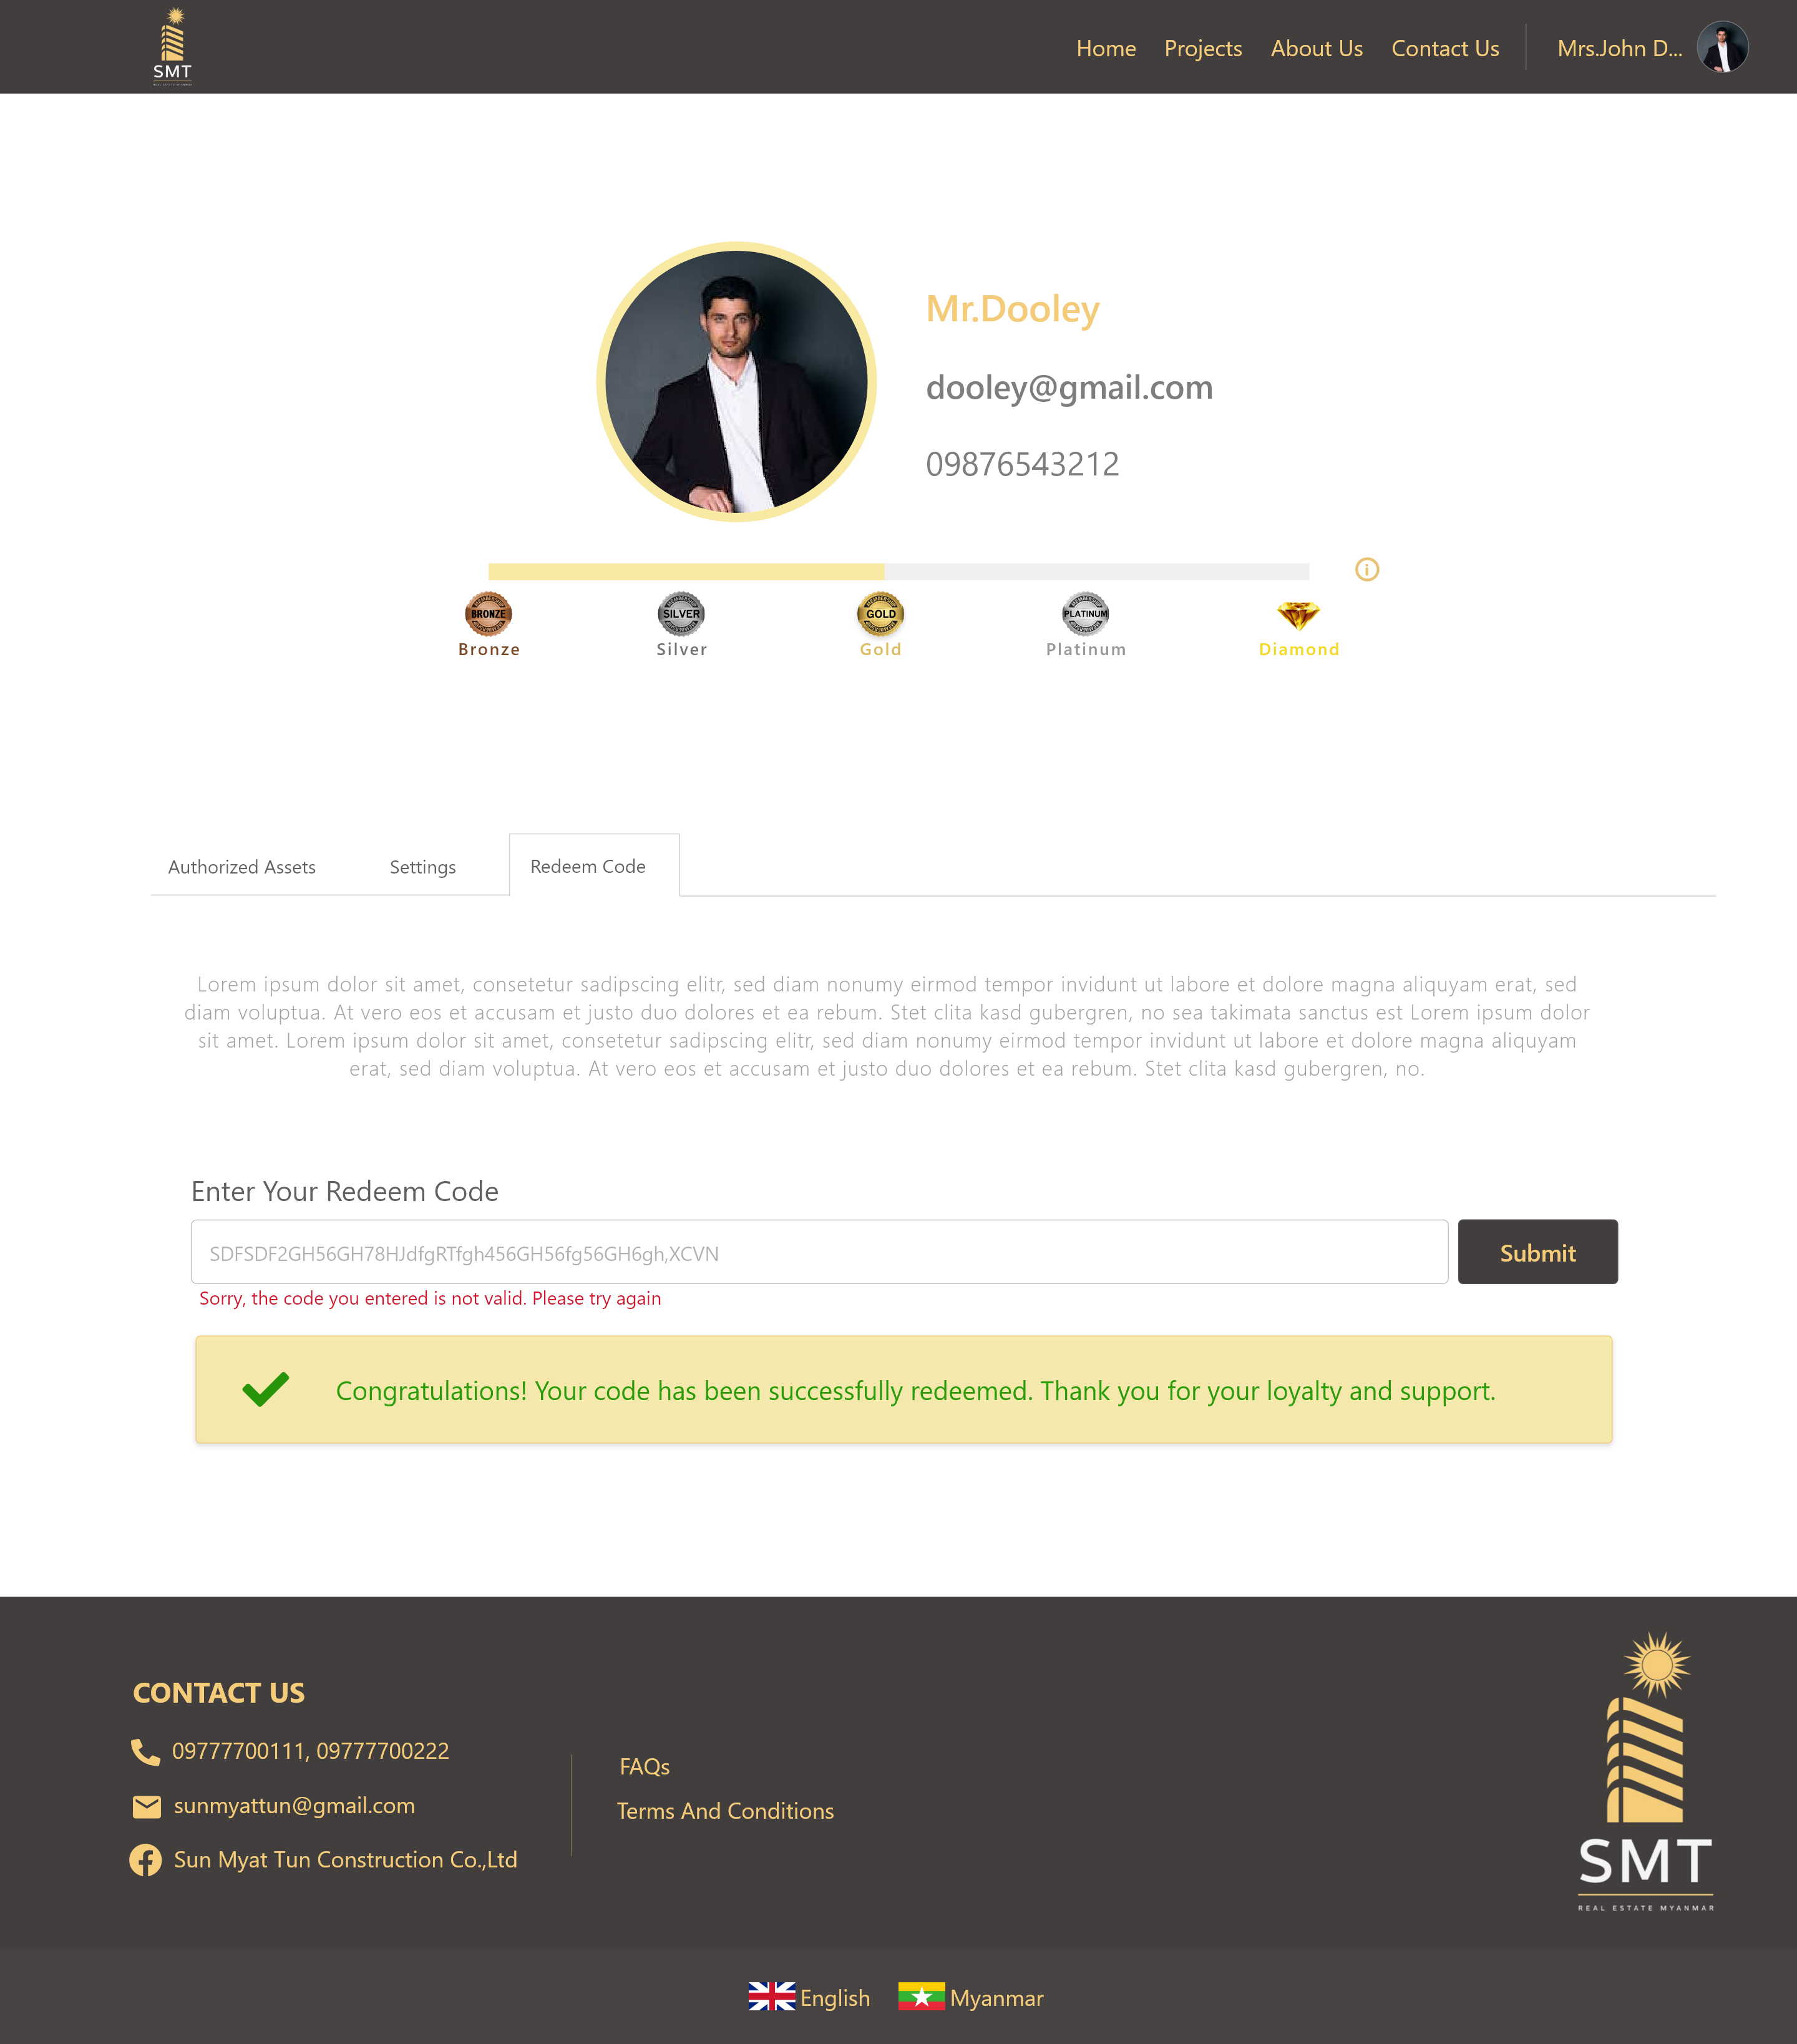 SMT
REAL ESTATE MYANMAR
Home Projects About Us Contact Us Mrs.John D...
Mr.Dooley
dooley@gmail.com
09876543212
BRONZE SILVER GOLD PLATINUM
Bronze Silver Gold Platinum Diamond
Authorized Assets Settings Redeem Code
Lorem ipsum dolor sit amet, consetetur sadipscing elitr, sed diam nonumy eirmod tempor invidunt ut labore et dolore magna aliquyam erat, sed
diam voluptua. At vero eos et accusam et justo duo dolores et ea rebum. Stet clita kasd gubergren, no sea takimata sanctus est Lorem ipsum dolor
sit amet. Lorem ipsum dolor sit amet, consetetur sadipscing elitr, sed diam nonumy eirmod tempor invidunt ut labore et dolore magna aliquyam
erat, sed diam voluptua. At vero eos et accusam et justo duo dolores et ea rebum. Stet clita kasd gubergren, no.
Enter Your Redeem Code
SDFSDF2GH56GH78HJdfgRTfgh456GH56fg56GH6gh,XCVN
Submit
Sorry, the code you entered is not valid. Please try again
Congratulations! Your code has been successfully redeemed. Thank you for your loyalty and support.
CONTACT US
09777700111, 09777700222
sunmyattun@gmail.com
Sun Myat Tun Construction Co.,Ltd
FAQs
Terms And Conditions
SMT
REAL ESTATE MYANMAR
English Myanmar